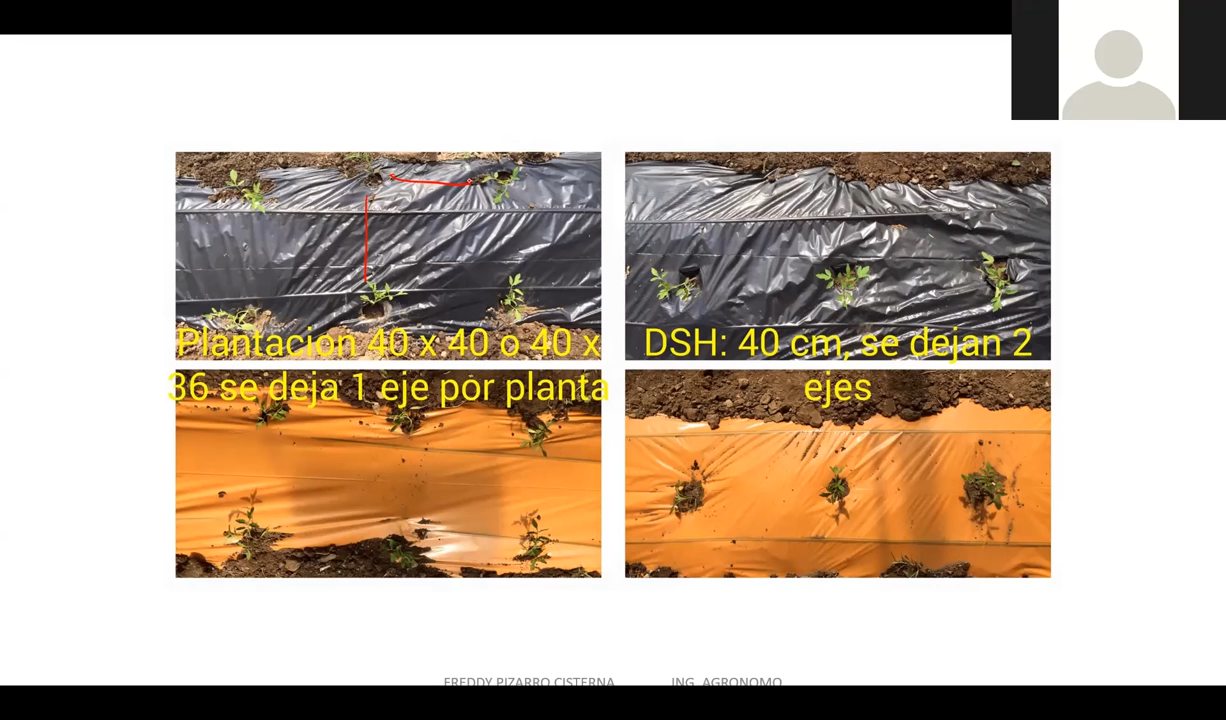 Plantación 40 x 40 o 40 x
36 se deja 1 eje por planta
DSH: 40 cm, se dejan 2
ejes
FREDDY PIZARRO CISTERNA ING. AGRONOMO